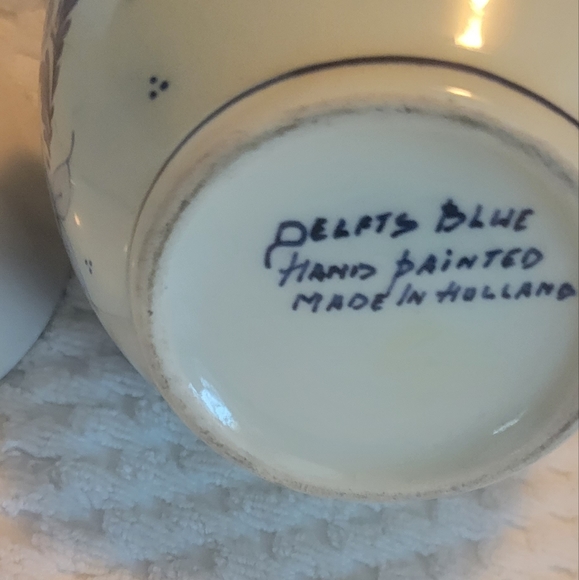 DELFTS BLUE
HAND pAiNTED
MADE IN HOLLAND